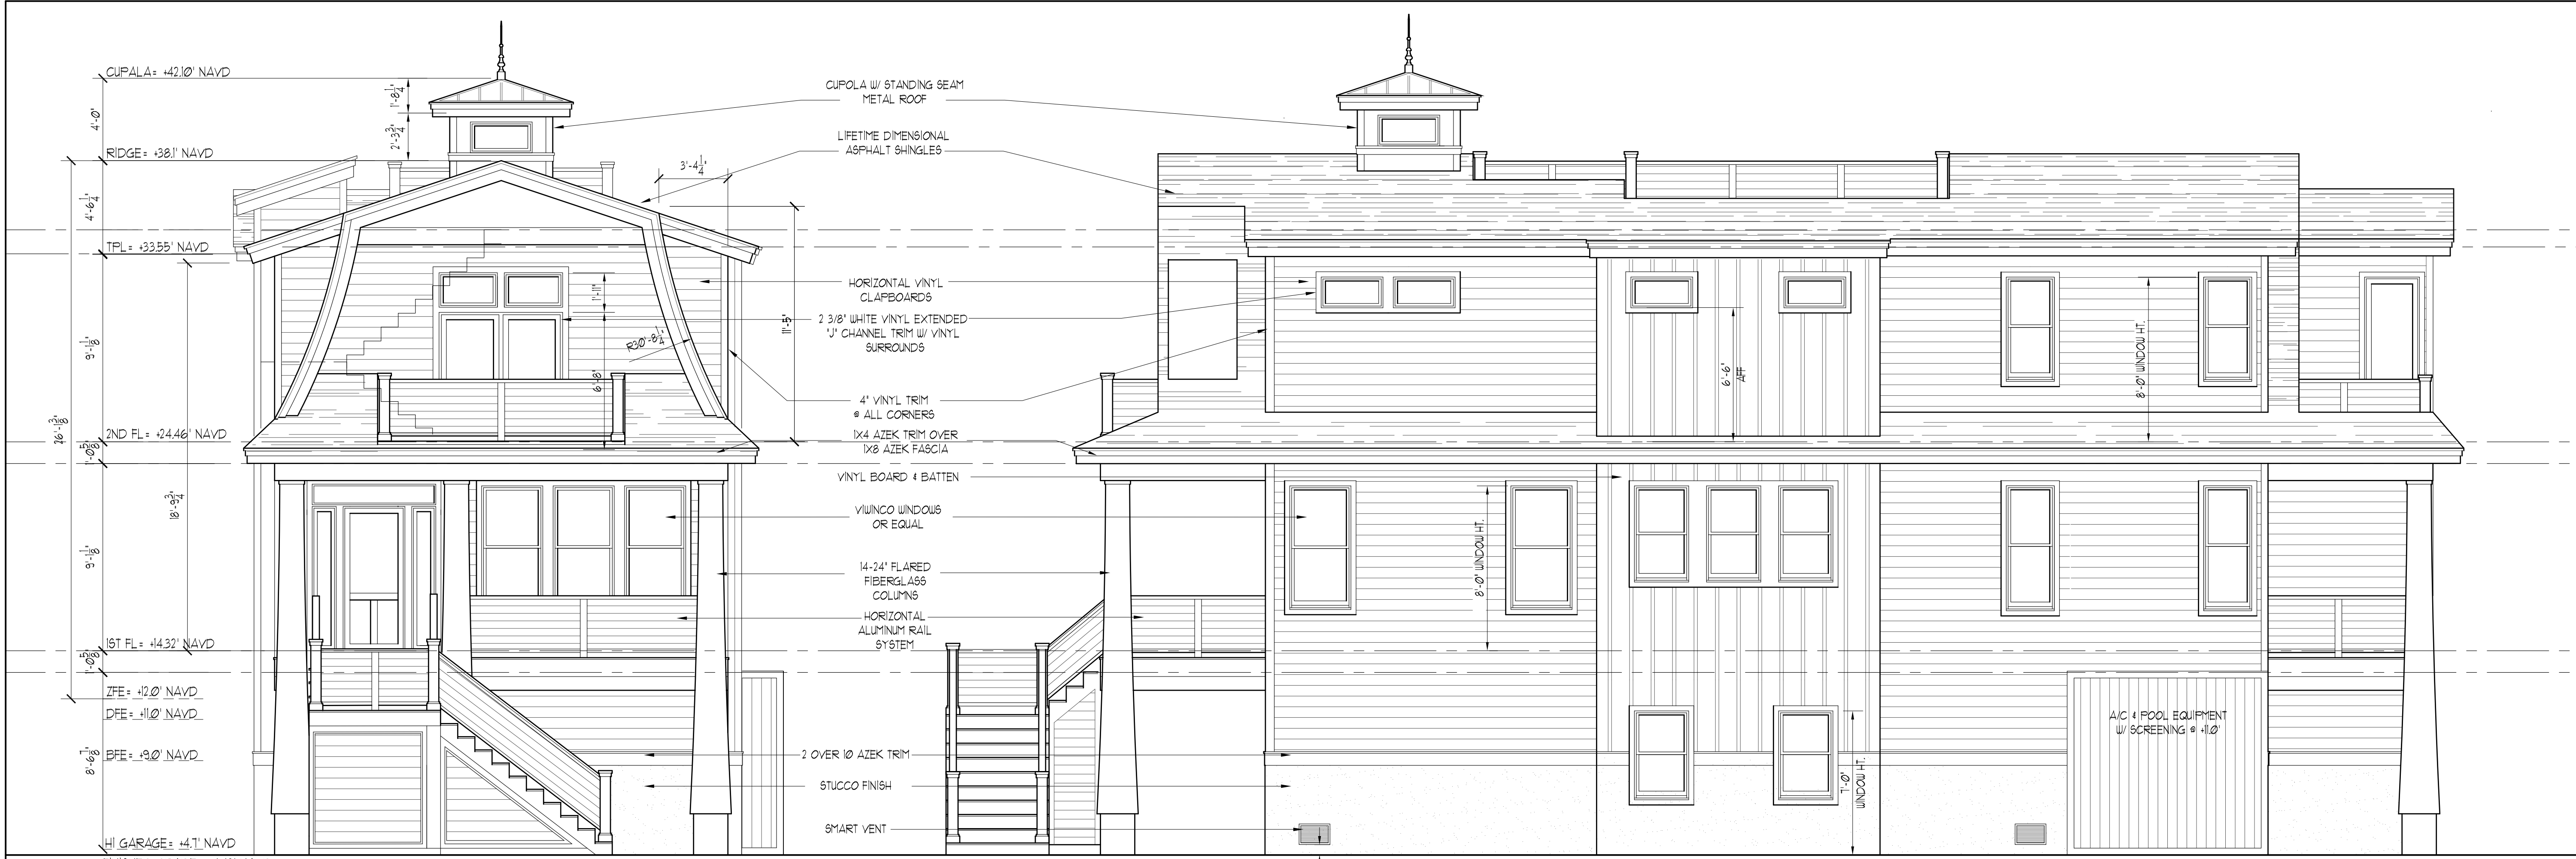 CUPALA= +42.10' NAVD
4'-0"
1'-8 1/4"
2'-3 3/4"
RIDGE= +38.1' NAVD
4'-6 1/4"
TPL= +33.55' NAVD
9'-1 1/8"
26'-1 3/8"
2ND FL= +24.46' NAVD
1'-0 5/8"
18'-9 3/4"
9'-1 1/8"
1ST FL= +14.32' NAVD
1'-0 5/8"
ZFE= +12.0' NAVD
DFE= +11.0' NAVD
BFE= +9.0' NAVD
8'-6 7/8"
HI GARAGE= +4.7' NAVD
3'-4 1/4"
1'-11"
R30'-8 1/4"
6'-8"
11'-5"
CUPOLA W/ STANDING SEAM
METAL ROOF
LIFETIME DIMENSIONAL
ASPHALT SHINGLES
HORIZONTAL VINYL
CLAPBOARDS
2 3/8" WHITE VINYL EXTENDED
"J" CHANNEL TRIM W/ VINYL
SURROUNDS
4" VINYL TRIM
@ ALL CORNERS
1X4 AZEK TRIM OVER
1X8 AZEK FASCIA
VINYL BOARD & BATTEN
VIWINCO WINDOWS
OR EQUAL
14-24" FLARED
FIBERGLASS
COLUMNS
HORIZONTAL
ALUMINUM RAIL
SYSTEM
2 OVER 10 AZEK TRIM
STUCCO FINISH
SMART VENT
6'-6"
AFF
8'-0" WINDOW HT.
8'-0" WINDOW HT.
7'-0"
WINDOW HT.
A/C & POOL EQUIPMENT
W/ SCREENING @ +11.0'